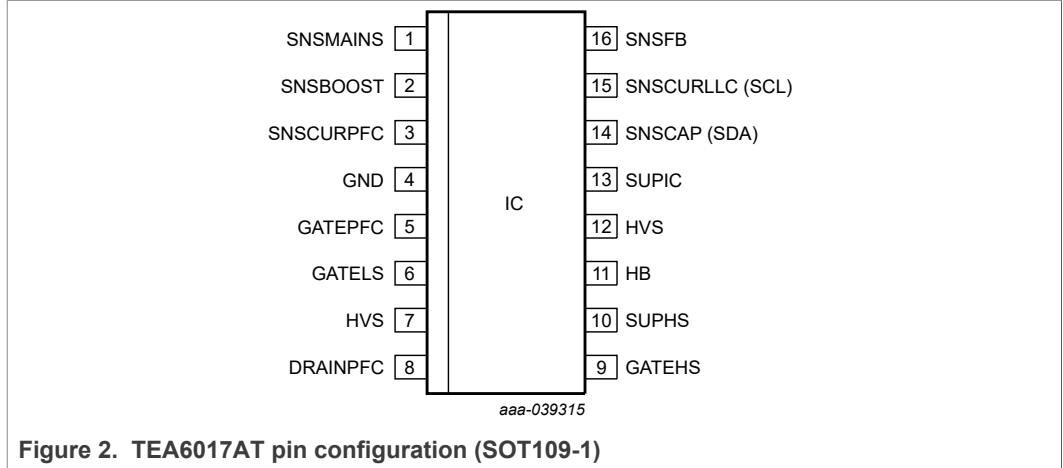 SNSMAINS 1 16 SNSFB
SNSBOOST 2 15 SNSCURLLC (SCL)
SNSCURPFC 3 14 SNSCAP (SDA)
GND 4 13 SUPIC
IC
GATEPFC 5 12 HVS
GATELS 6 11 HB
HVS 7 10 SUPHS
DRAINPFC 8 9 GATEHS
aaa-039315
Figure 2. TEA6017AT pin configuration (SOT109-1)